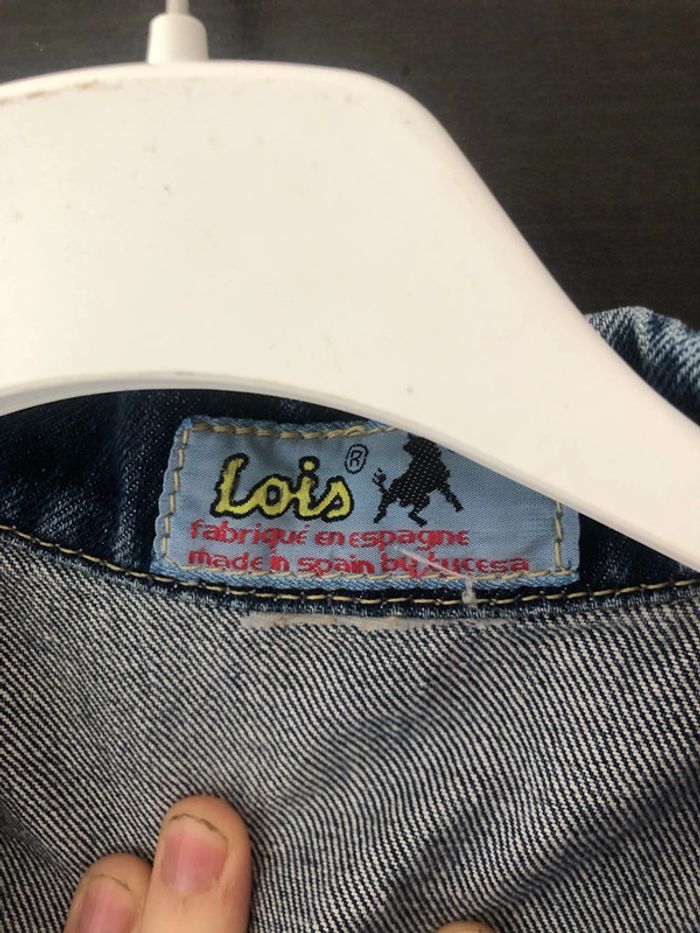 Lois ®
fabriqué en espagne
made in spain by Lucesa